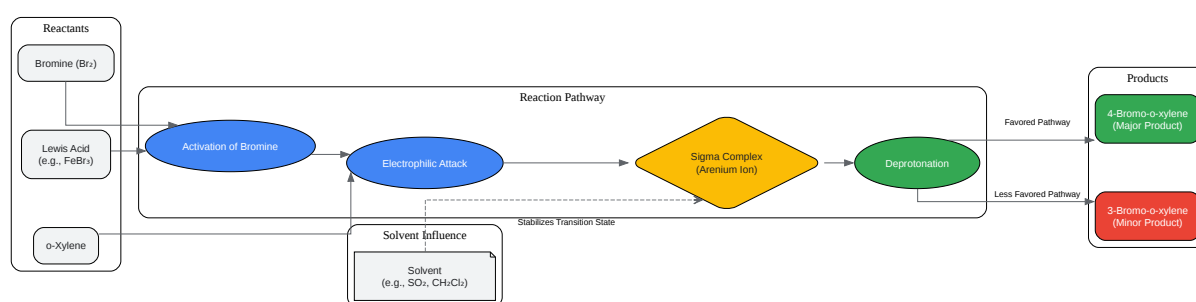 Reactants
Bromine (Br₂)
Lewis Acid
(e.g., FeBr₃)
o-Xylene
Reaction Pathway
Activation of Bromine
Electrophilic Attack
Sigma Complex
(Arenium Ion)
Deprotonation
Favored Pathway
Less Favored Pathway
Stabilizes Transition State
Solvent Influence
Solvent
(e.g., SO₂, CH₂Cl₂)
Products
4-Bromo-o-xylene
(Major Product)
3-Bromo-o-xylene
(Minor Product)